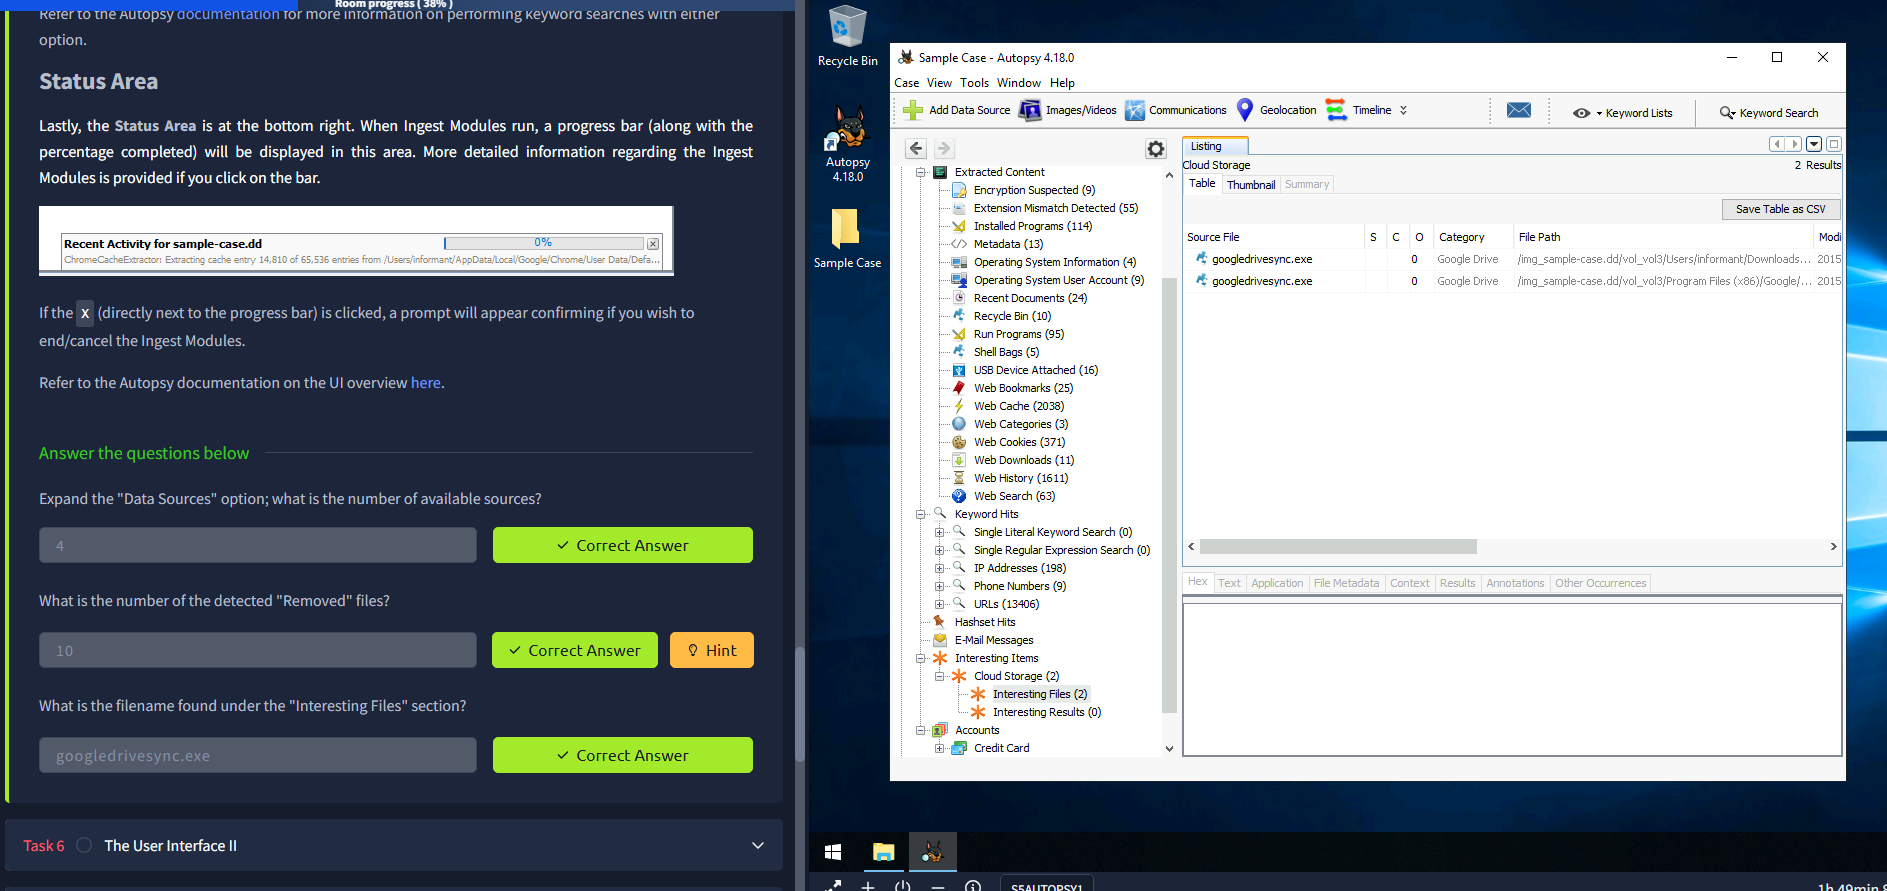 Room progress ( 38% )
Refer to the Autopsy documentation for more information on performing keyword searches with either
option.
Status Area
Lastly, the Status Area is at the bottom right. When Ingest Modules run, a progress bar (along with the
percentage completed) will be displayed in this area. More detailed information regarding the Ingest
Modules is provided if you click on the bar.
Recent Activity for sample-case.dd
0%
ChromeCacheExtractor: Extracting cache entry 14,810 of 65,536 entries from /Users/informant/AppData/Local/Google/Chrome/User Data/Defa...
If the X (directly next to the progress bar) is clicked, a prompt will appear confirming if you wish to
end/cancel the Ingest Modules.
Refer to the Autopsy documentation on the UI overview here.
Answer the questions below
Expand the "Data Sources" option; what is the number of available sources?
4
Correct Answer
What is the number of the detected "Removed" files?
10
Correct Answer
Hint
What is the filename found under the "Interesting Files" section?
googledrivesync.exe
Correct Answer
Task 6
The User Interface II
Recycle Bin
Autopsy
4.18.0
Sample Case
Sample Case - Autopsy 4.18.0
Case View Tools Window Help
Add Data Source
Images/Videos
Communications
Geolocation
Timeline
Keyword Lists
Keyword Search
Extracted Content
Encryption Suspected (9)
Extension Mismatch Detected (55)
Installed Programs (114)
Metadata (13)
Operating System Information (4)
Operating System User Account (9)
Recent Documents (24)
Recycle Bin (10)
Run Programs (95)
Shell Bags (5)
USB Device Attached (16)
Web Bookmarks (25)
Web Cache (2038)
Web Categories (3)
Web Cookies (371)
Web Downloads (11)
Web History (1611)
Web Search (63)
Keyword Hits
Single Literal Keyword Search (0)
Single Regular Expression Search (0)
IP Addresses (198)
Phone Numbers (9)
URLs (13406)
Hashset Hits
E-Mail Messages
Interesting Items
Cloud Storage (2)
Interesting Files (2)
Interesting Results (0)
Accounts
Credit Card
Listing
Cloud Storage
2 Results
Table Thumbnail Summary
Save Table as CSV
Source File S C O Category File Path Modi
googledrivesync.exe 0 Google Drive /img_sample-case.dd/vol_vol3/Users/informant/Downloads... 2015
googledrivesync.exe 0 Google Drive /img_sample-case.dd/vol_vol3/Program Files (x86)/Google/... 2015
Hex Text Application File Metadata Context Results Annotations Other Occurrences
S5AUTOPSY1
1h 49min